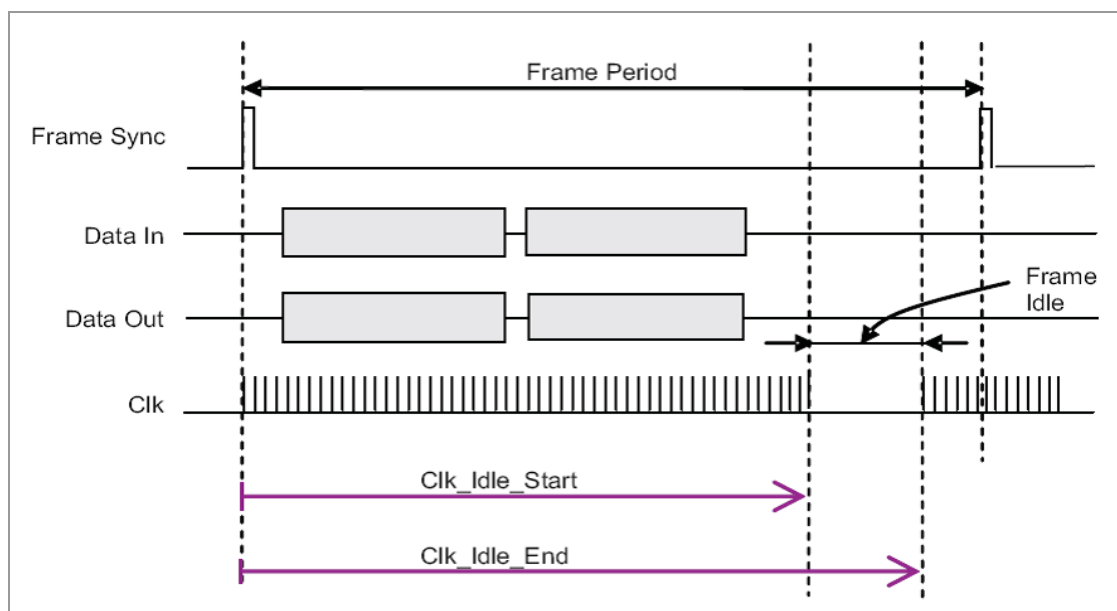 Frame Period
Frame Sync
Data In
Frame
Idle
Data Out
Clk
Clk_Idle_Start
Clk_Idle_End